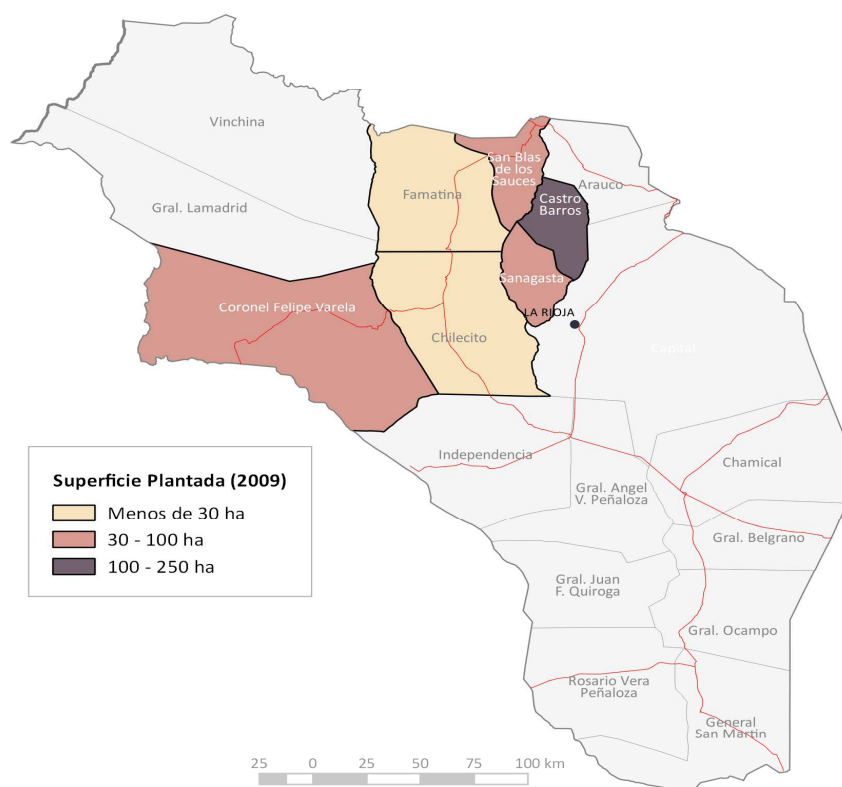 Vinchina
San Blas
de los
Sauces
Arauco
Famatina
Castro
Barros
Gral. Lamadrid
Sanagasta
Coronel Felipe Varela
LA RIOJA
Chilecito
Capital
Independencia
Chamical
Gral. Angel
V. Peñaloza
Gral. Belgrano
Gral. Juan
F. Quiroga
Gral. Ocampo
Rosario Vera
Peñaloza
General
San Martin
Superficie Plantada (2009)
Menos de 30 ha
30 - 100 ha
100 - 250 ha
25 0 25 50 75 100 km